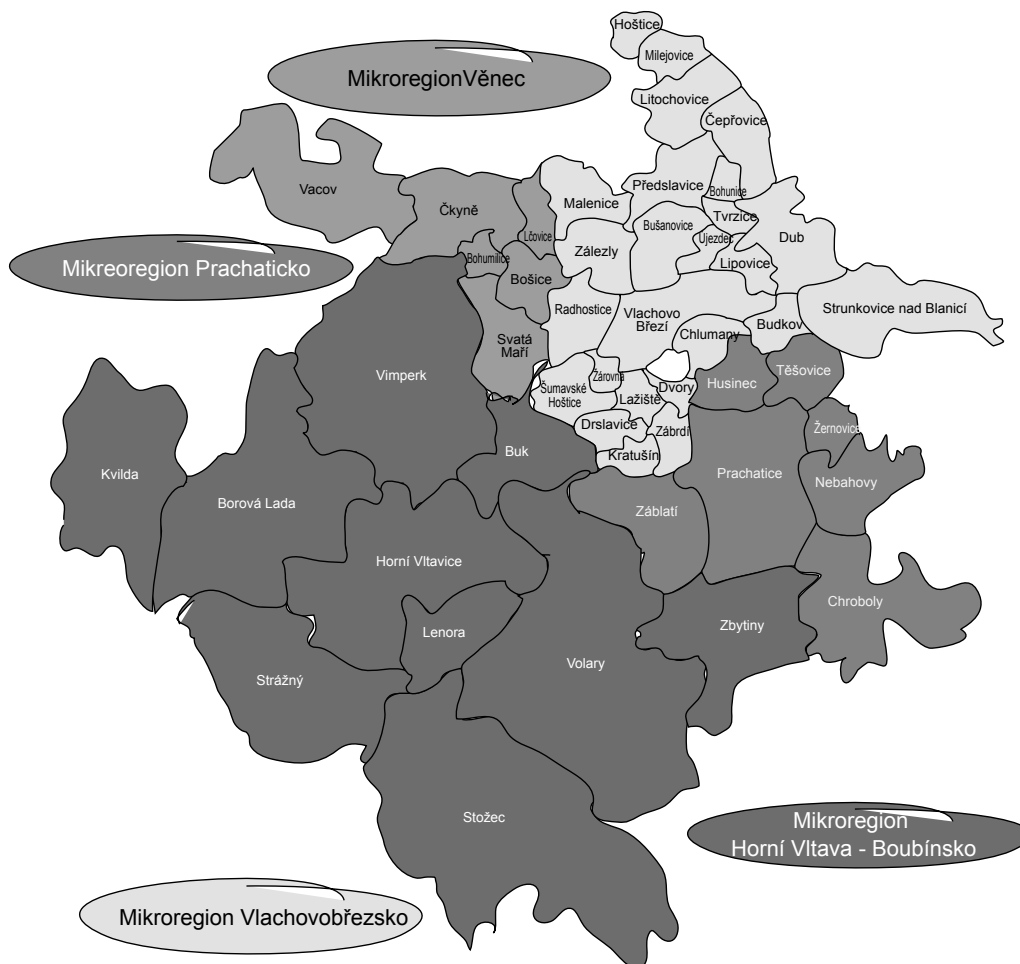 Hoštice
Milejovice
MikroregionVěnec
Litochovice
Čepřovice
Vacov
Předslavice
Bohunice
Malenice
Čkyně
Lčovice
Tvrzice
Bušanovice
Dub
Újezdec
Zálezly
Lipovice
Bohumilice
Mikreoregion Prachaticko
Bošice
Radhostice
Strunkovice nad Blanicí
Vlachovo
Březí
Budkov
Chlumany
Svatá
Maří
Vimperk
Žárovná
Těšovice
Husinec
Šumavské
Hoštice
Dvory
Lažiště
Drslavice
Žernovice
Zábrdí
Buk
Kratušín
Kvilda
Prachatice
Nebahovy
Borová Lada
Záblatí
Horní Vltavice
Chroboly
Lenora
Zbytiny
Volary
Strážný
Stožec
Mikroregion
Horní Vltava - Boubínsko
Mikroregion Vlachovobřezsko